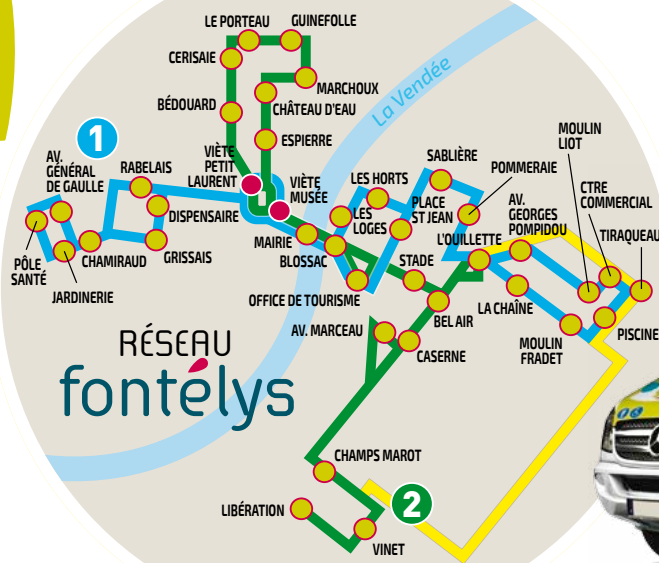 LE PORTEAU
GUINEFOLLE
CERISAIE
MARCHOUX
BÉDOUARD
CHÂTEAU D'EAU
La Vendée
1
ESPIERRE
MOULIN
LIOT
AV.
GÉNÉRAL
DE GAULLE
RABELAIS
VIÈTE
PETIT
LAURENT
VIÈTE
MUSÉE
LES HORTS
SABLIÈRE
POMMERAIE
CTRE
COMMERCIAL
DISPENSAIRE
LES
LOGES
PLACE
ST JEAN
AV.
GEORGES
POMPIDOU
TIRAQUEAU
MAIRIE
L'OUILLETTE
GRISSAIS
BLOSSAC
STADE
PÔLE
SANTÉ
CHAMIRAUD
JARDINERIE
OFFICE DE TOURISME
LA CHAÎNE
BEL AIR
AV. MARCEAU
PISCINE
MOULIN
FRADET
CASERNE
RÉSEAU
fontélys
CHAMPS MAROT
2
LIBÉRATION
VINET